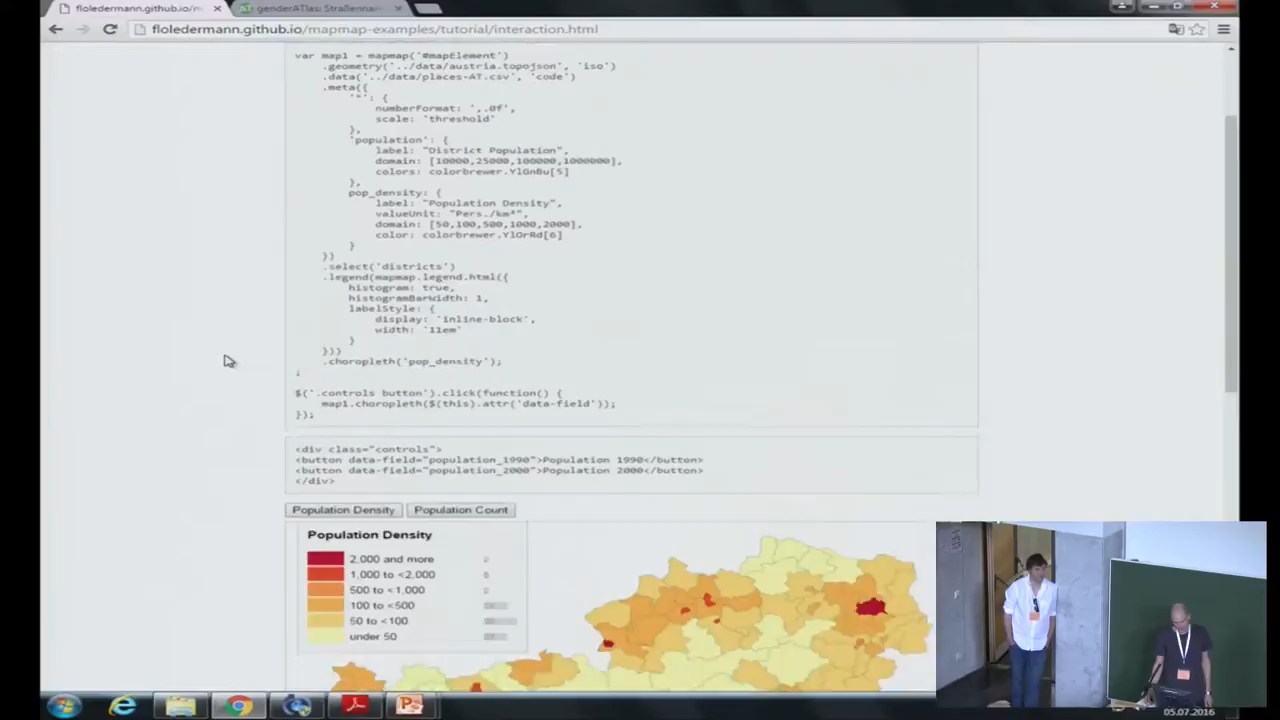 floledermann.github.io/m
genderATlas: Straßenna
floledermann.github.io/mapmap-examples/tutorial/interaction.html
var map1 = mapmap('#mapElement')
.geometry('../data/austria.topojson', 'iso')
.data('../data/places-AT.csv', 'code')
.meta({
'*': {
numberFormat: ',.0f',
scale: 'threshold'
},
'population': {
label: "District Population",
domain: [10000,25000,100000,1000000],
colors: colorbrewer.YlGnBu[5]
},
pop_density: {
label: "Population Density",
valueUnit: "Pers./km²",
domain: [50,100,500,1000,2000],
color: colorbrewer.YlOrRd[6]
}
})
.select('districts')
.legend(mapmap.legend.html({
histogram: true,
histogramBarWidth: 1,
labelStyle: {
display: 'inline-block',
width: '11em'
}
}))
.choropleth('pop_density');
;
$('.controls button').click(function() {
map1.choropleth($(this).attr('data-field'));
});
<div class="controls">
<button data-field="population_1990">Population 1990</button>
<button data-field="population_2000">Population 2000</button>
</div>
Population Density Population Count
Population Density
2,000 and more
1,000 to <2,000
500 to <1,000
100 to <500
50 to <100
under 50
05.07.2016